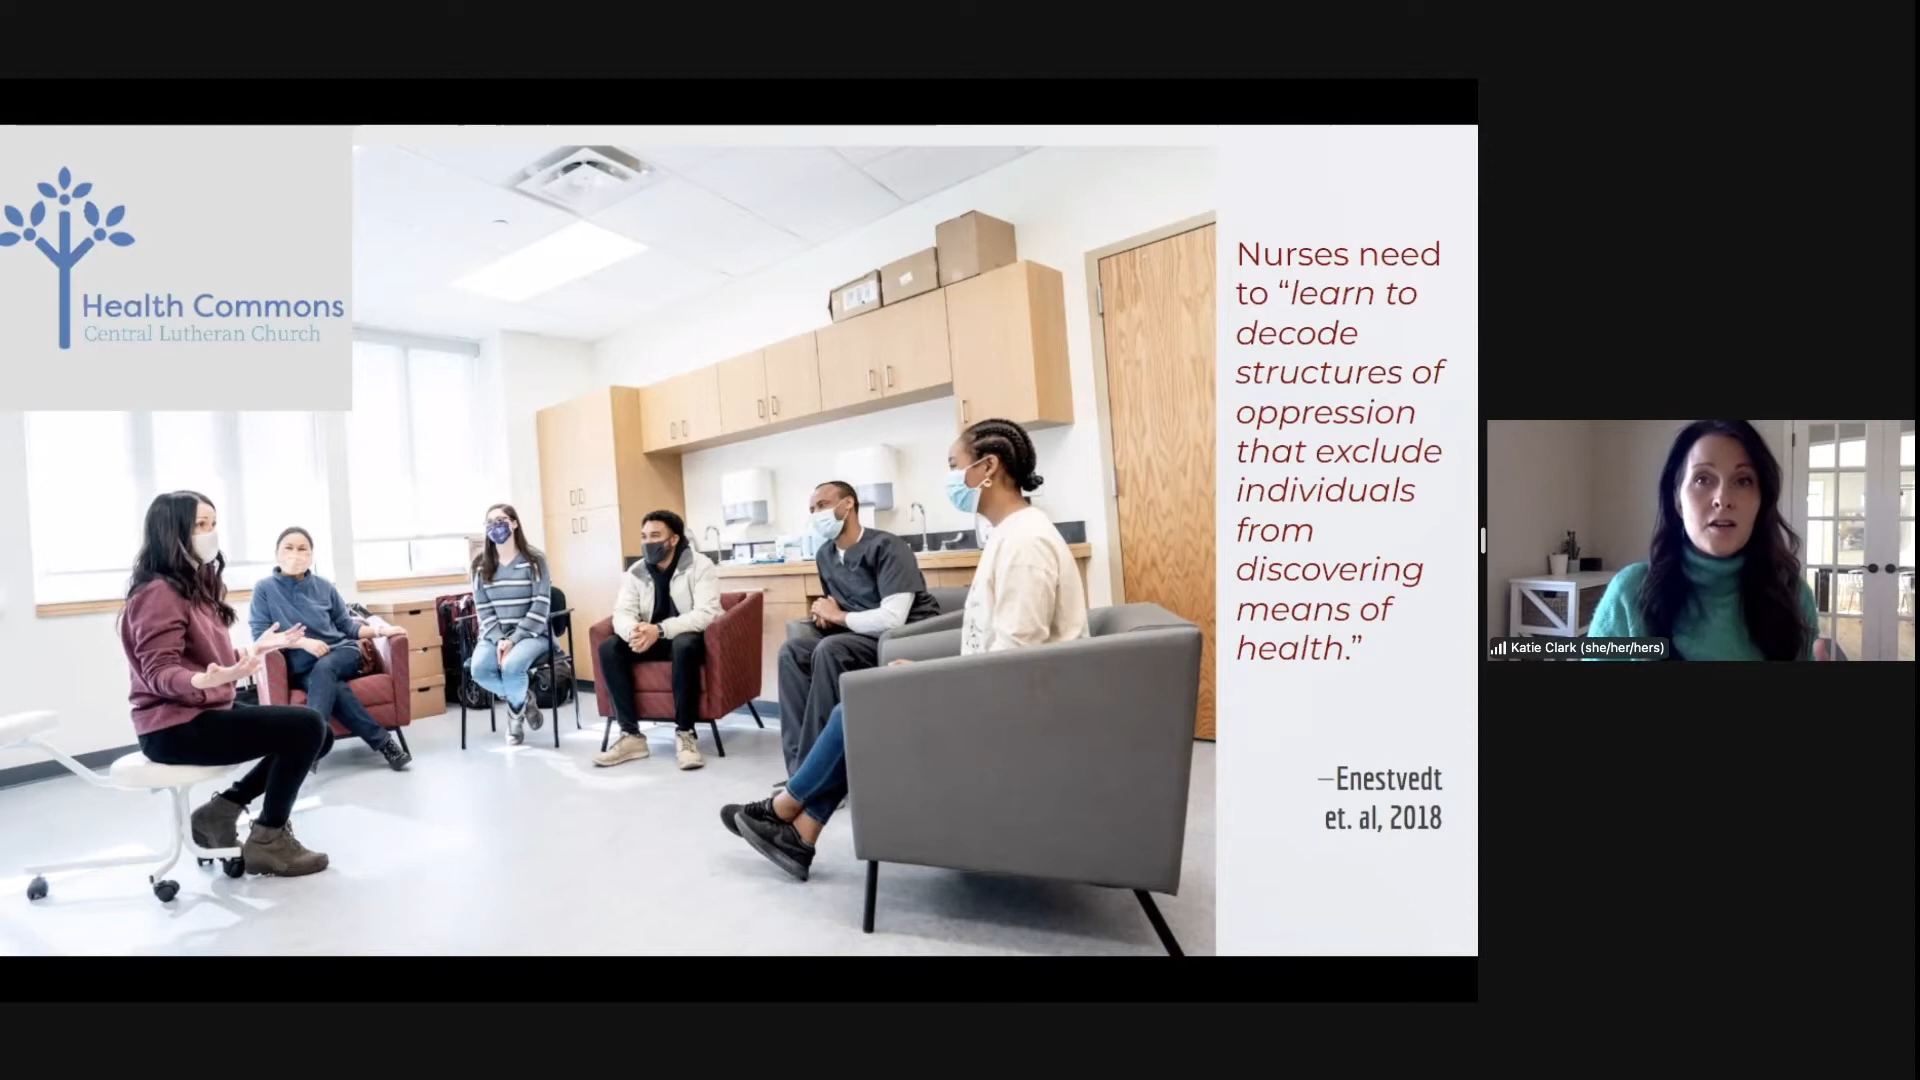 Health Commons
Central Lutheran Church
Nurses need
to “learn to
decode
structures of
oppression
that exclude
individuals
from
discovering
means of
health.”
—Enestvedt
et. al, 2018
Katie Clark (she/her/hers)